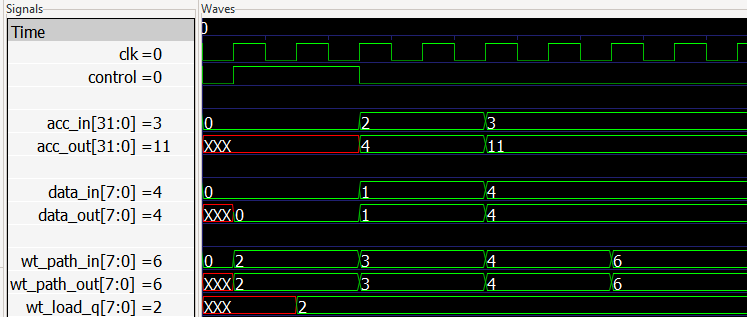 Signals Waves
Time 0
clk =0
control =0
acc_in[31:0] =3 0 2 3
acc_out[31:0] =11 XXX 4 11
data_in[7:0] =4 0 1 4
data_out[7:0] =4 XXX 0 1 4
wt_path_in[7:0] =6 0 2 3 4 6
wt_path_out[7:0] =6 XXX 2 3 4 6
wt_load_q[7:0] =2 XXX 2